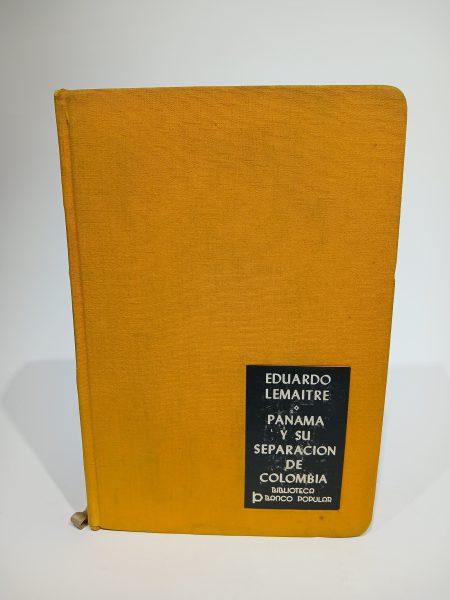 EDUARDO
LEMAITRE
PANAMA
Y SU
SEPARACION
DE
COLOMBIA
BIBLIOTECA
BANCO POPULAR